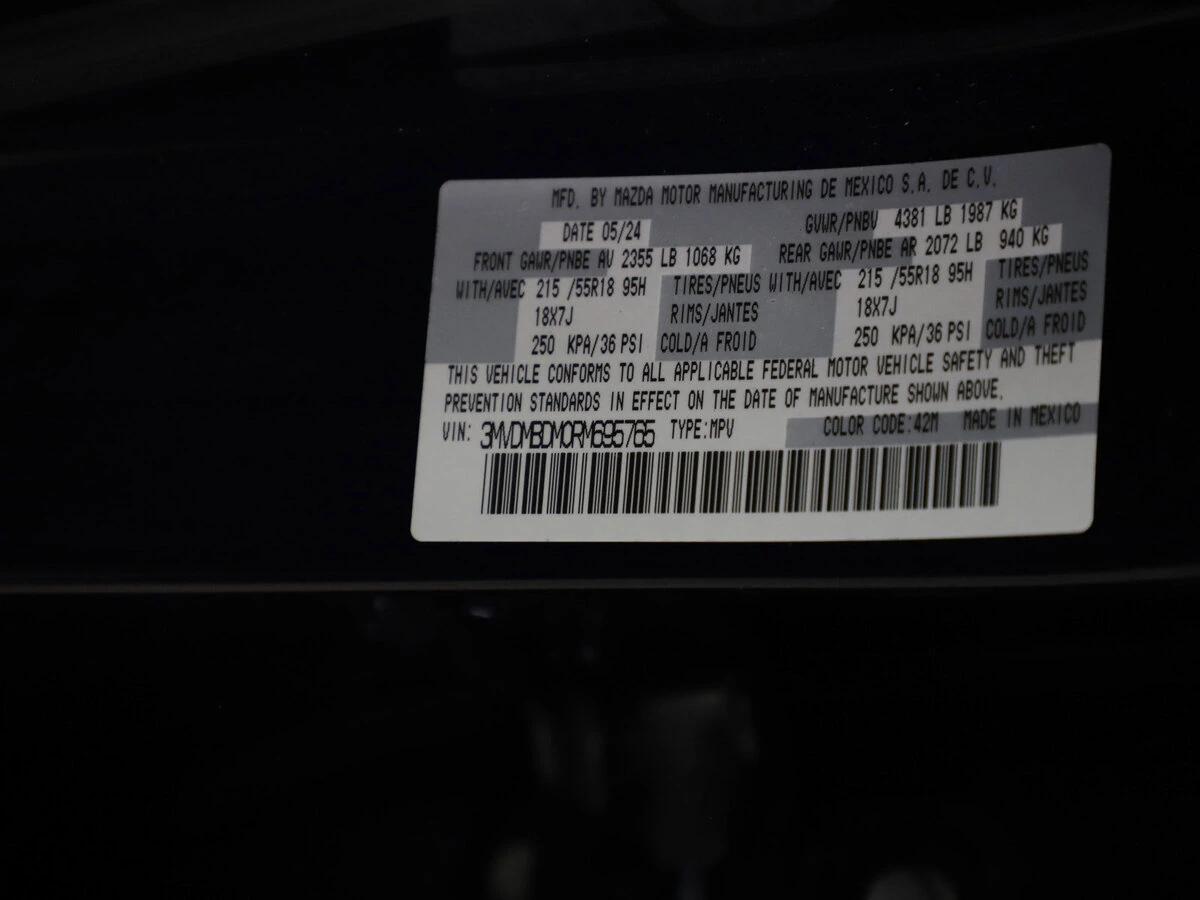 MFD. BY MAZDA MOTOR MANUFACTURING DE MEXICO S.A. DE C.V.
DATE 05/24 GVWR/PNBV 4381 LB 1987 KG
FRONT GAWR/PNBE AV 2355 LB 1068 KG REAR GAWR/PNBE AR 2072 LB 940 KG
WITH/AVEC 215 /55R18 95H TIRES/PNEUS WITH/AVEC 215 /55R18 95H TIRES/PNEUS
18X7J RIMS/JANTES 18X7J RIMS/JANTES
250 KPA/36 PSI COLD/A FROID 250 KPA/36 PSI COLD/A FROID
THIS VEHICLE CONFORMS TO ALL APPLICABLE FEDERAL MOTOR VEHICLE SAFETY AND THEFT
PREVENTION STANDARDS IN EFFECT ON THE DATE OF MANUFACTURE SHOWN ABOVE.
VIN: 3MVDMBDM0RM695765 TYPE:MPV COLOR CODE:42M MADE IN MEXICO